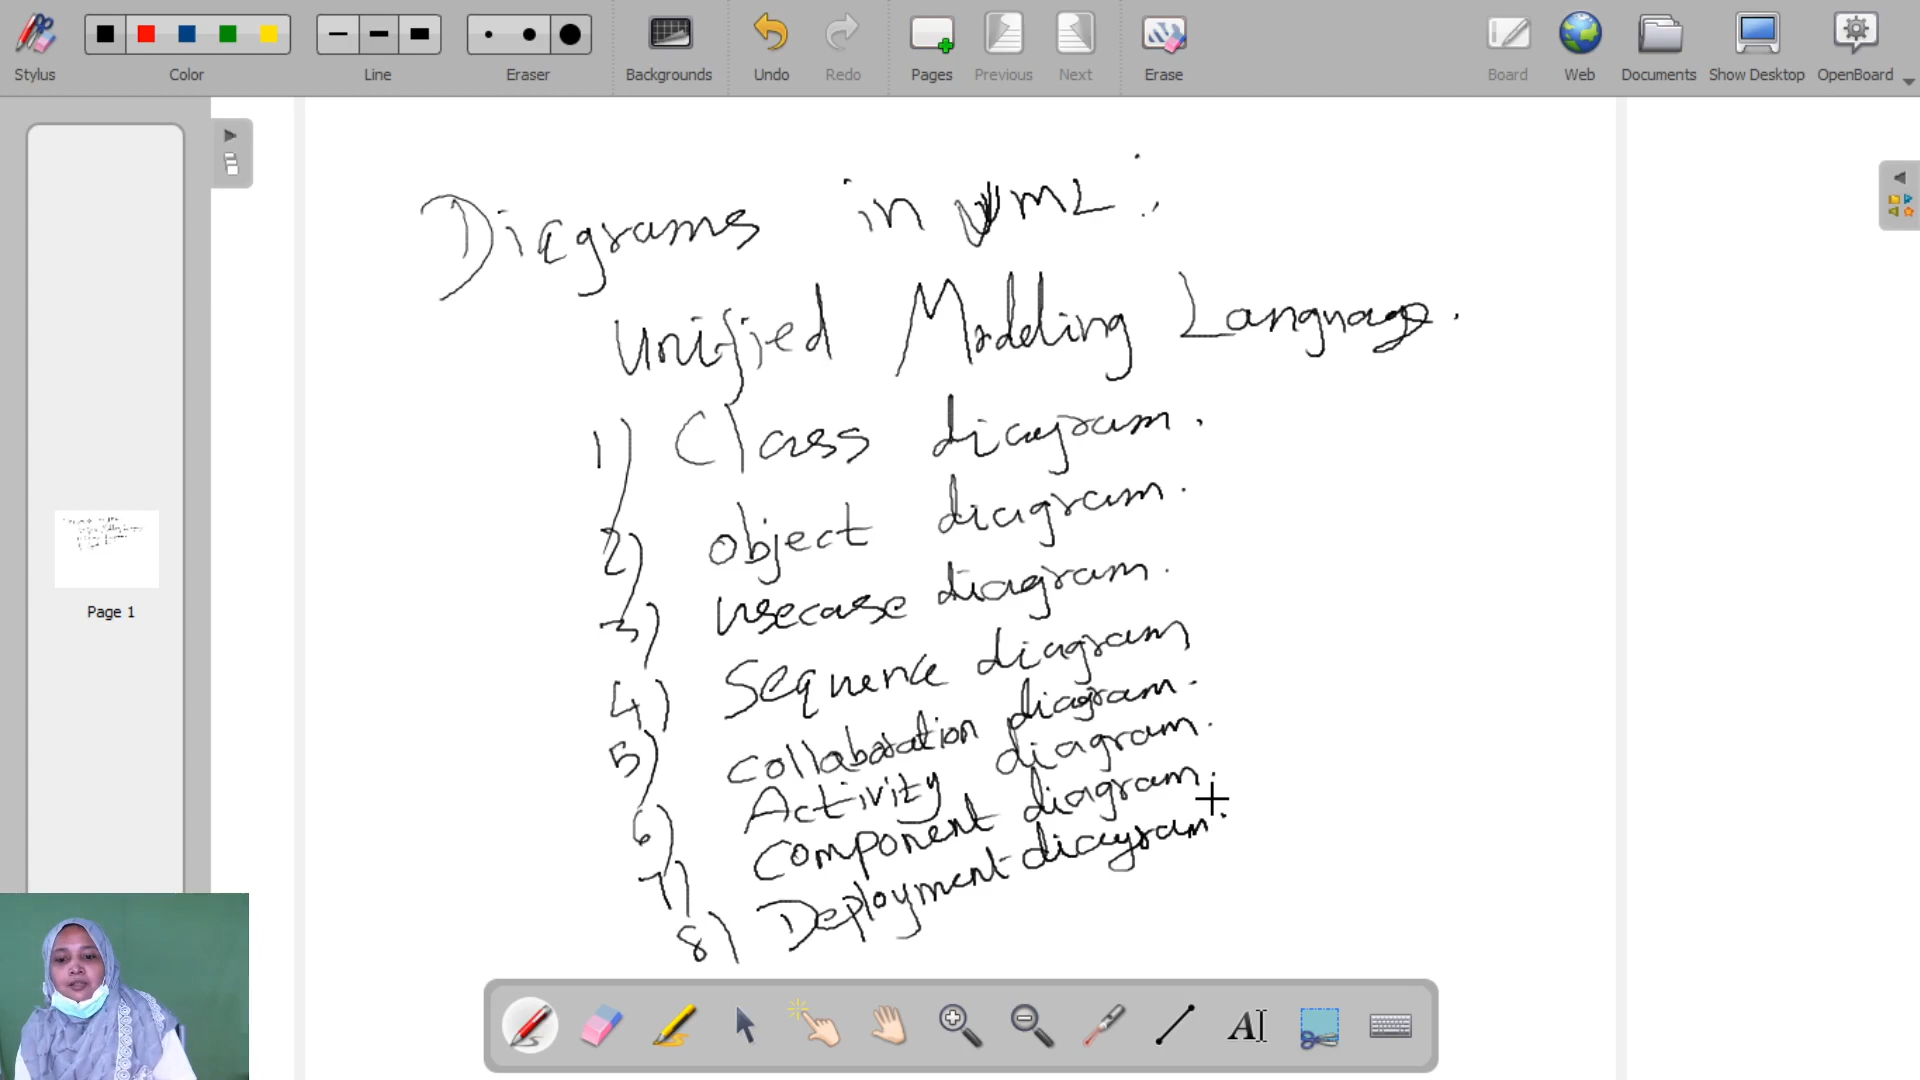 Stylus
Color
Line
Eraser
Backgrounds
Undo
Redo
Pages
Previous
Next
Erase
Board
Web
Documents
Show Desktop
OpenBoard
Diagrams in UML:
Unified Modeling Language.
1) Class diagram.
2) object diagram.
3) usecase diagram.
4) Sequence diagram
5) collaboration diagram.
6) Activity diagram.
7) Component diagram.
8) Deployment diagram.
Page 1
AI